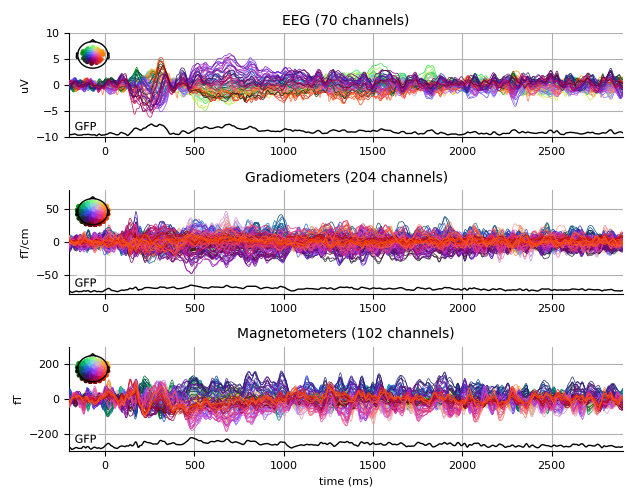 EEG (70 channels)
10
5
0
−5
−10
uV
GFP
0 500 1000 1500 2000 2500
Gradiometers (204 channels)
50
0
−50
fT/cm
GFP
0 500 1000 1500 2000 2500
Magnetometers (102 channels)
200
0
−200
fT
GFP
0 500 1000 1500 2000 2500
time (ms)